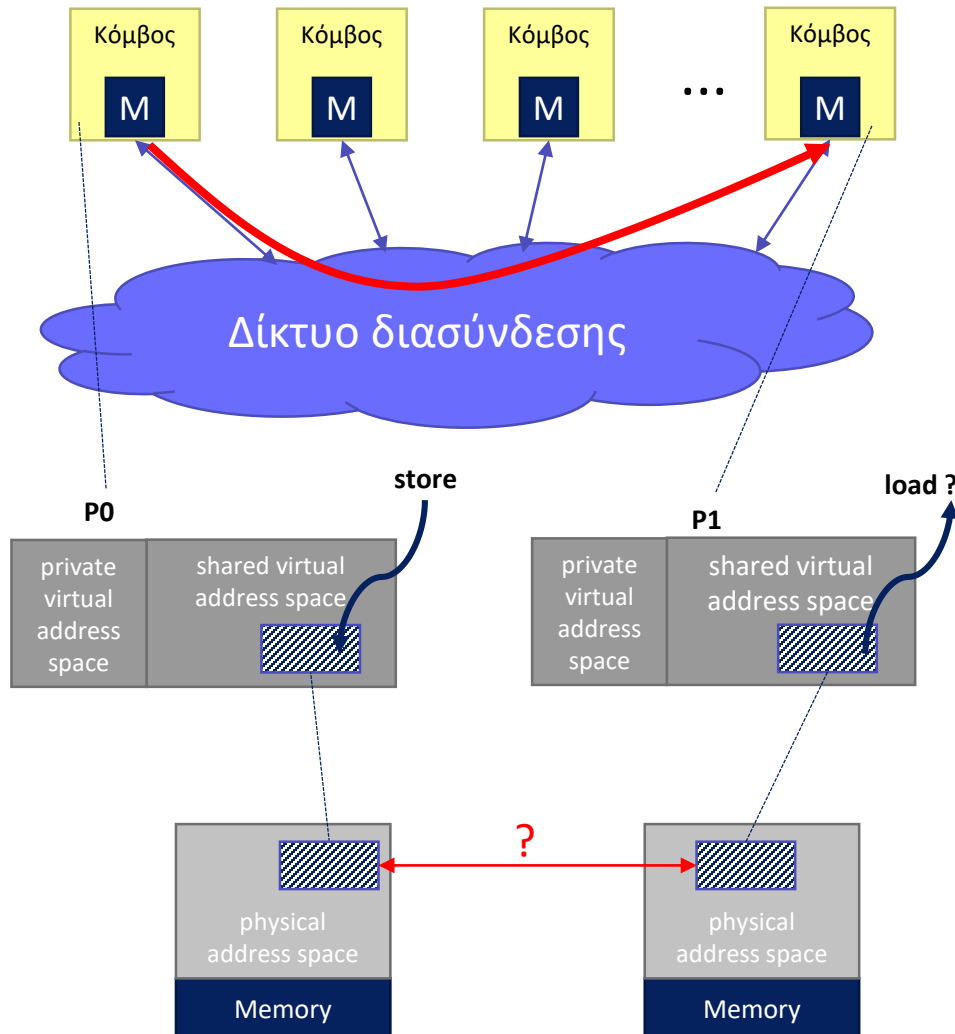 Κόμβος
Κόμβος
Κόμβος
Κόμβος
M
M
M
...
M
Δίκτυο διασύνδεσης
store
load ?
P0
P1
private
virtual
address
space
shared virtual
address space
private
virtual
address
space
shared virtual
address space
?
physical
address space
physical
address space
Memory
Memory